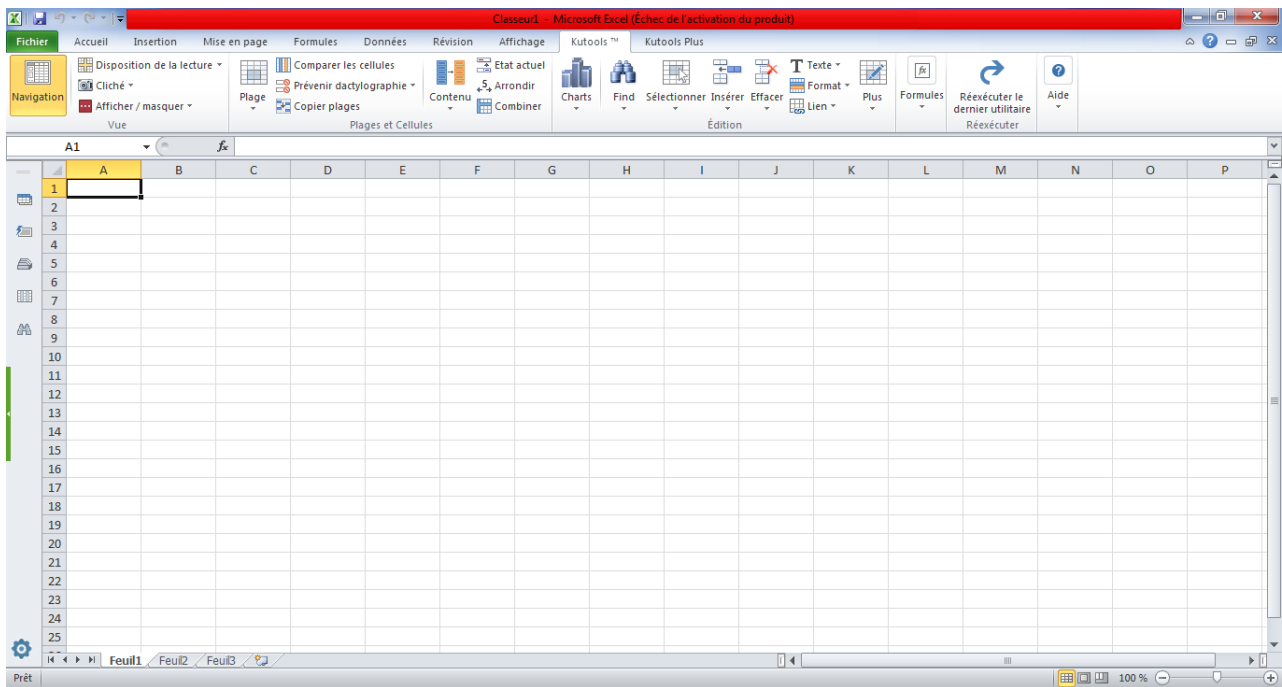 Classeur1 - Microsoft Excel (Échec de l'activation du produit)
Fichier Accueil Insertion Mise en page Formules Données Révision Affichage Kutools ™ Kutools Plus
Navigation
Disposition de la lecture
Cliché
Afficher / masquer
Vue
Plage
Comparer les cellules
Prévenir dactylographie
Copier plages
Contenu
Etat actuel
Arrondir
Combiner
Plages et Cellules
Charts
Find
Sélectionner
Insérer
Effacer
Texte
Format
Lien
Plus
Édition
Formules
Réexécuter le
dernier utilitaire
Réexécuter
Aide
A1 fx
A B C D E F G H I J K L M N O P
1
2
3
4
5
6
7
8
9
10
11
12
13
14
15
16
17
18
19
20
21
22
23
24
25
Feuil1 Feuil2 Feuil3
Prêt 100 %